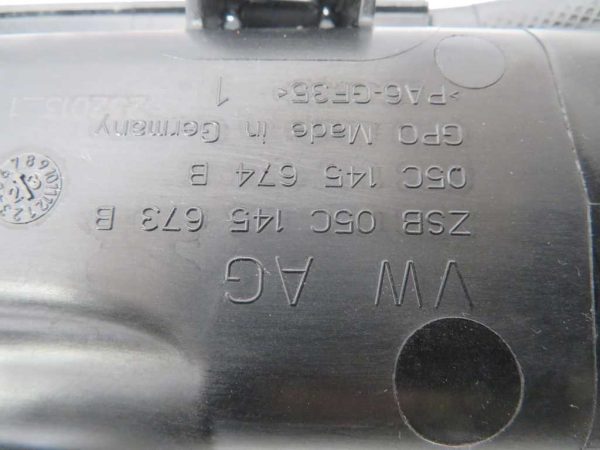 VW AG
ZSB 05C 145 673 B
05C 145 674 B
GPO Made in Germany
>PA6-GF35< 1